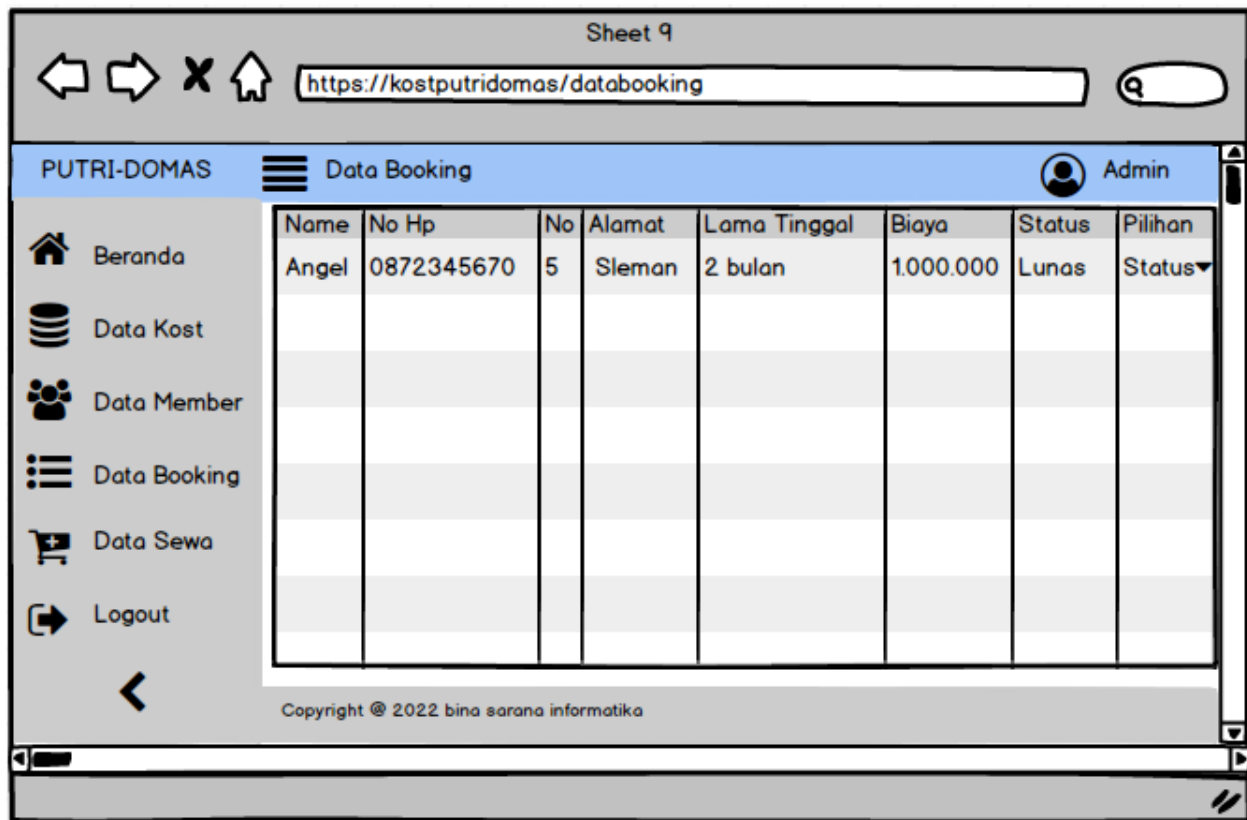 Sheet 9
https://kostputridomas/databooking
PUTRI-DOMAS Data Booking Admin
Beranda
Data Kost
Data Member
Data Booking
Data Sewa
Logout
Name No Hp No Alamat Lama Tinggal Biaya Status Pilihan
Angel 0872345670 5 Sleman 2 bulan 1.000.000 Lunas Status
Copyright @ 2022 bina sarana informatika